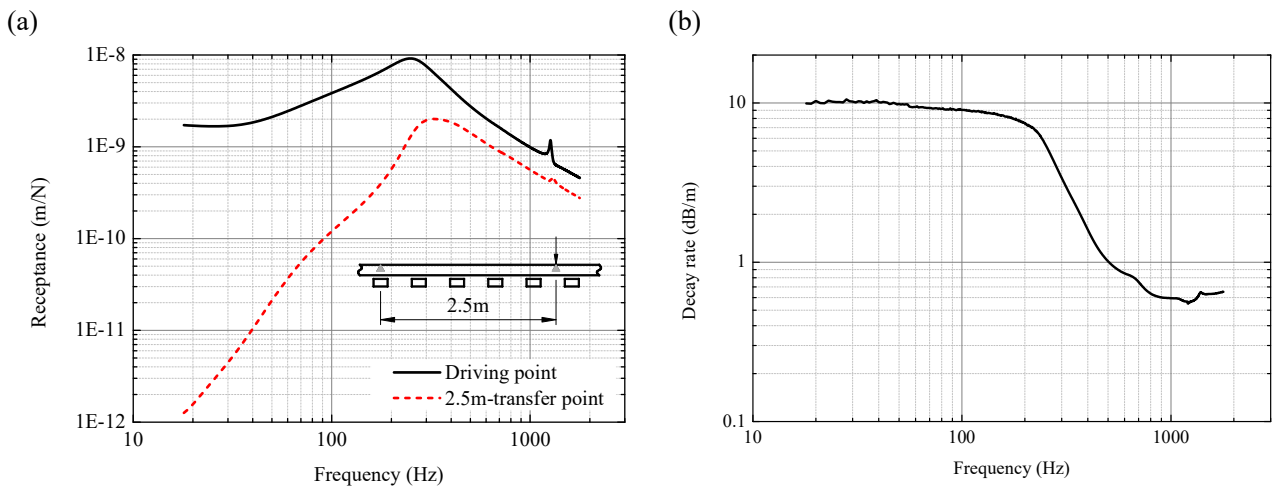 (a)
1E-8
1E-9
1E-10
1E-11
1E-12
Receptance (m/N)
2.5m
Driving point
2.5m-transfer point
10
100
1000
Frequency (Hz)
(b)
10
1
0.1
Decay rate (dB/m)
10
100
1000
Frequency (Hz)